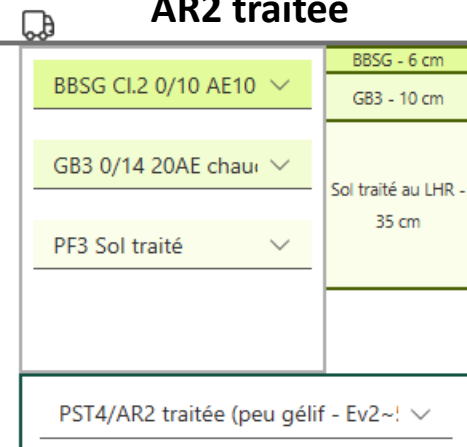 AR2 traitée
BBSG Cl.2 0/10 AE10
BBSG - 6 cm
GB3 - 10 cm
GB3 0/14 20AE
Sol traité au LHR -
35 cm
PF3 Sol traité
PST4/AR2 traitée (peu gélif - Ev2~